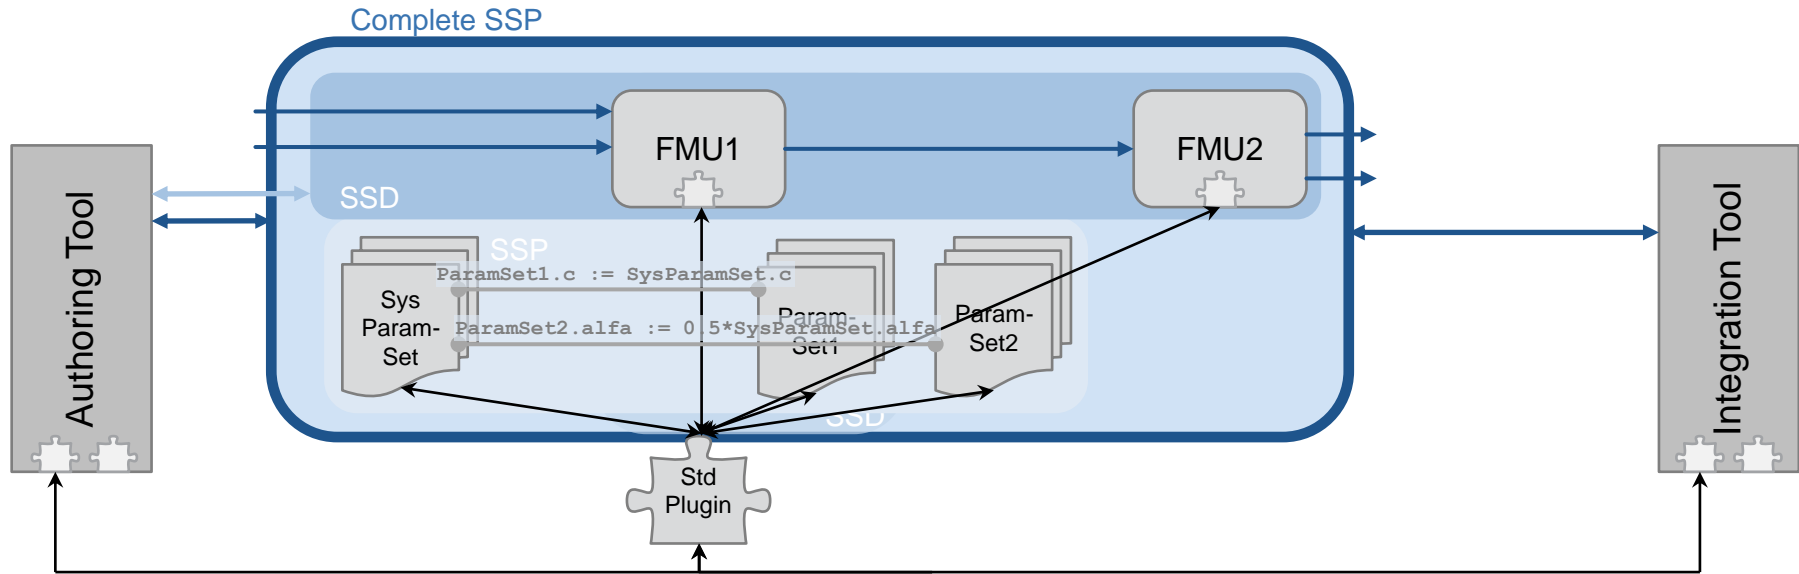 Complete SSP
Authoring Tool
FMU1
FMU2
SSD
SSP
ParamSet1.c := SysParamSet.c
Sys
Param-
Set
ParamSet2.alfa := 0.5*SysParamSet.alfa
Param-
Set1
Param-
Set2
SSD
Std
Plugin
Integration Tool